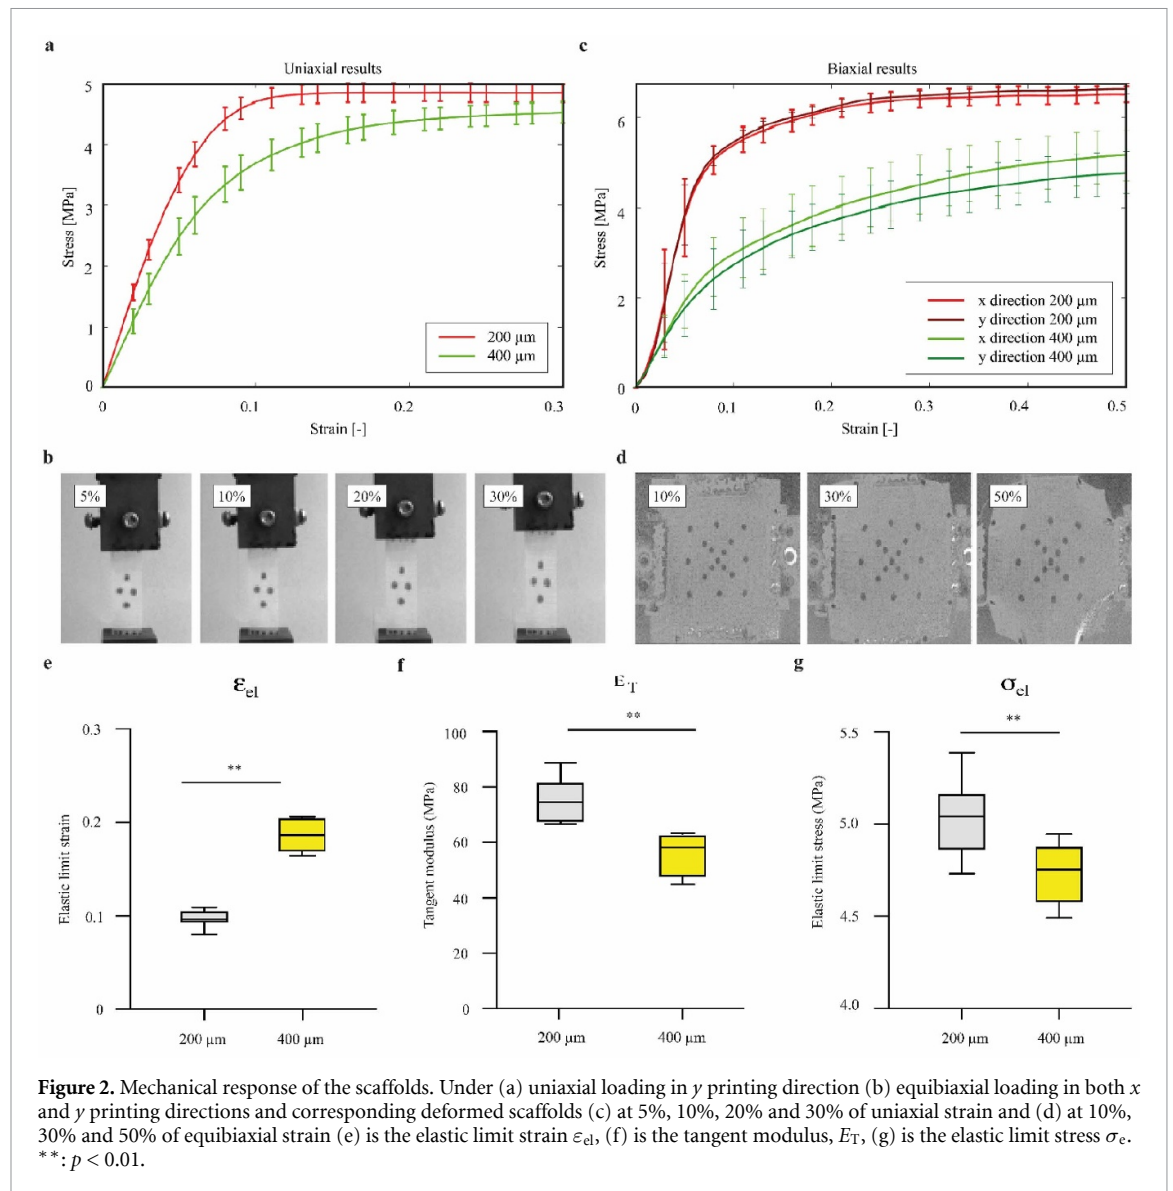 a
Uniaxial results
5
4
3
2
1
0
Stress [MPa]
200 µm
400 µm
0
0.1
0.2
0.3
Strain [-]
c
Biaxial results
6
4
2
0
Stress [MPa]
x direction 200 µm
y direction 200 µm
x direction 400 µm
y direction 400 µm
0
0.1
0.2
0.3
0.4
0.5
Strain [-]
b
5%
10%
20%
30%
d
10%
30%
50%
e
εel
0.3
0.2
0.1
0
Elastic limit strain
**
200 µm
400 µm
f
ET
100
80
60
40
20
0
Tangent modulus (MPa)
**
200 µm
400 µm
g
σel
5.5
5.0
4.5
4.0
Elastic limit stress (MPa)
**
200 µm
400 µm
Figure 2. Mechanical response of the scaffolds. Under (a) uniaxial loading in y printing direction (b) equibiaxial loading in both x
and y printing directions and corresponding deformed scaffolds (c) at 5%, 10%, 20% and 30% of uniaxial strain and (d) at 10%,
30% and 50% of equibiaxial strain (e) is the elastic limit strain εel, (f) is the tangent modulus, ET, (g) is the elastic limit stress σe.
**: p < 0.01.